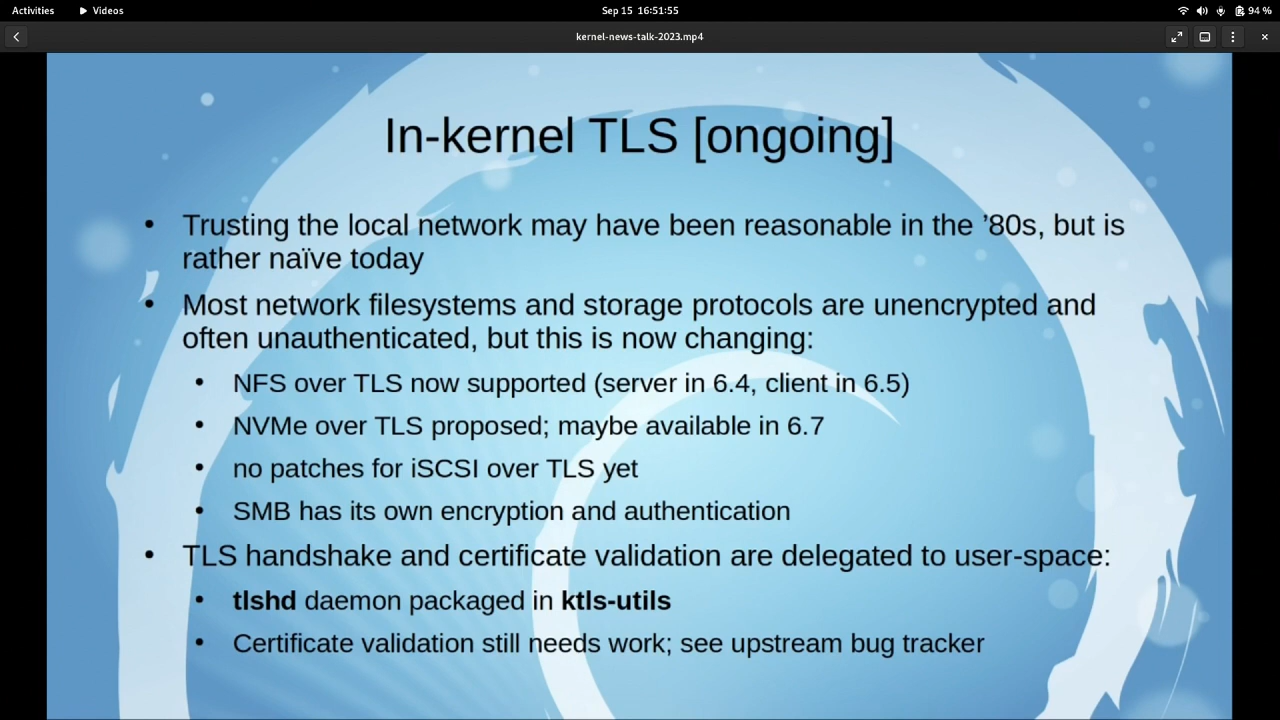 Activities Videos Sep 15 16:51:55 94 %
kernel-news-talk-2023.mp4
In-kernel TLS [ongoing]
• Trusting the local network may have been reasonable in the ’80s, but is
rather naïve today
• Most network filesystems and storage protocols are unencrypted and
often unauthenticated, but this is now changing:
• NFS over TLS now supported (server in 6.4, client in 6.5)
• NVMe over TLS proposed; maybe available in 6.7
• no patches for iSCSI over TLS yet
• SMB has its own encryption and authentication
• TLS handshake and certificate validation are delegated to user-space:
• tlshd daemon packaged in ktls-utils
• Certificate validation still needs work; see upstream bug tracker